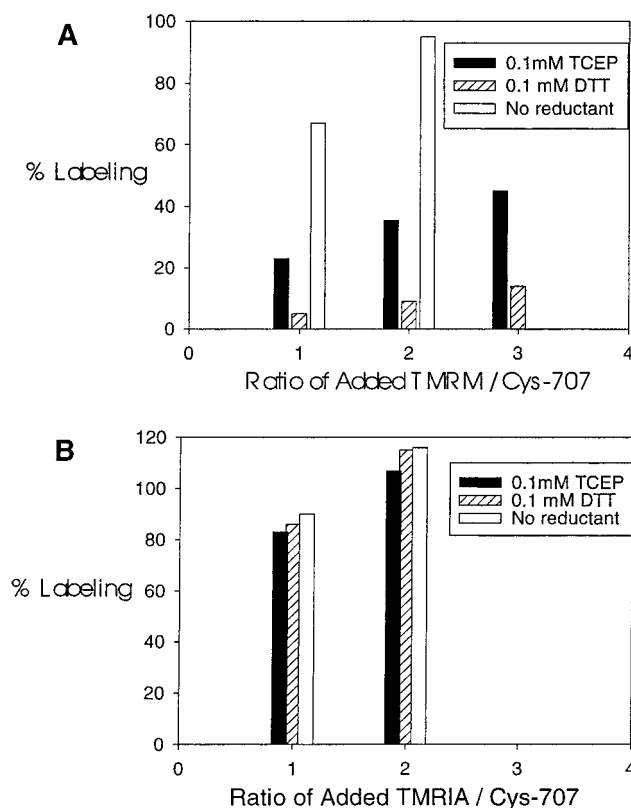 A
100
80
60
40
20
0
% Labeling
0.1mM TCEP
0.1 mM DTT
No reductant
0 1 2 3 4
Ratio of Added TMRM / Cys-707
B
120
100
80
60
40
20
0
% Labeling
0.1mM TCEP
0.1 mM DTT
No reductant
0 1 2 3 4
Ratio of Added TMRIA / Cys-707